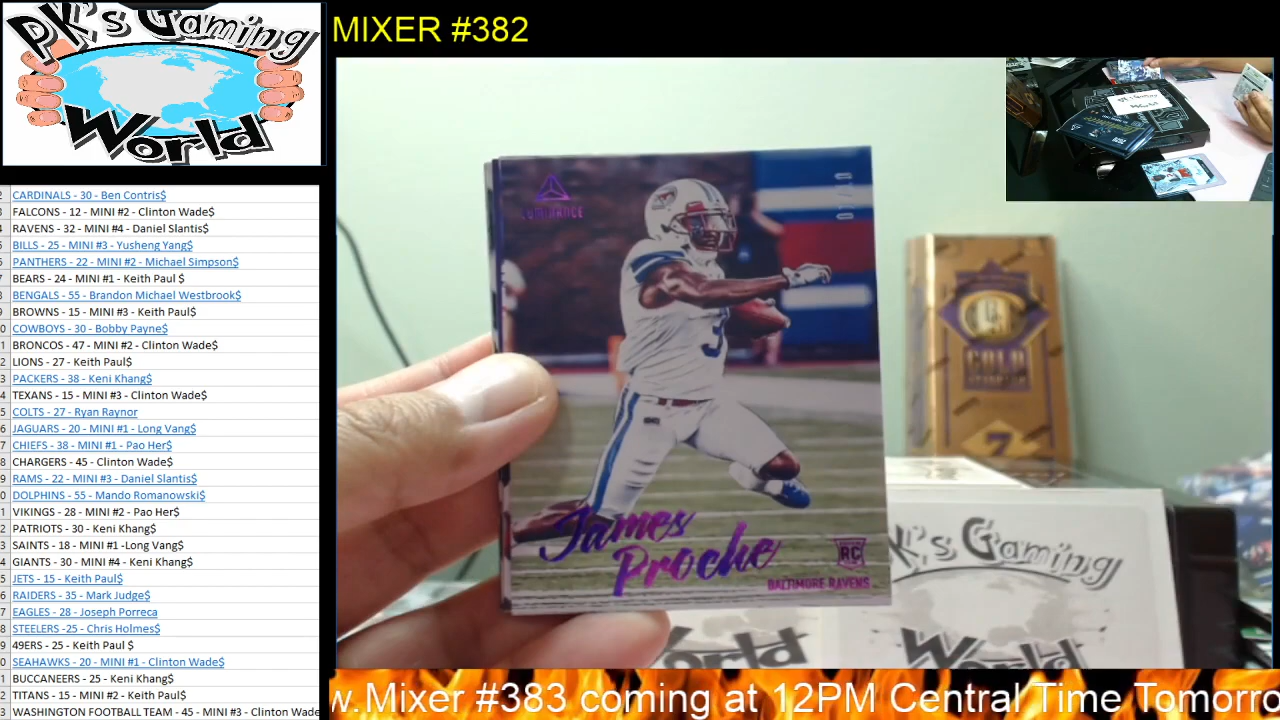 PK's Gaming
World
MIXER #382
CARDINALS - 30 - Ben Contris$
FALCONS - 12 - MINI #2 - Clinton Wade$
RAVENS - 32 - MINI #4 - Daniel Slantis$
BILLS - 25 - MINI #3 - Yusheng Yang$
PANTHERS - 22 - MINI #2 - Michael Simpson$
BEARS - 24 - MINI #1 - Keith Paul $
BENGALS - 55 - Brandon Michael Westbrook$
BROWNS - 15 - MINI #3 - Keith Paul$
COWBOYS - 30 - Bobby Payne$
BRONCOS - 47 - MINI #2 - Clinton Wade$
LIONS - 27 - Keith Paul$
PACKERS - 38 - Keni Khang$
TEXANS - 15 - MINI #3 - Clinton Wade$
COLTS - 27 - Ryan Raynor
JAGUARS - 20 - MINI #1 - Long Vang$
CHIEFS - 38 - MINI #1 - Pao Her$
CHARGERS - 45 - Clinton Wade$
RAMS - 22 - MINI #3 - Daniel Slantis$
DOLPHINS - 55 - Mando Romanowski$
VIKINGS - 28 - MINI #2 - Pao Her$
PATRIOTS - 30 - Keni Khang$
SAINTS - 18 - MINI #1 -Long Vang$
GIANTS - 30 - MINI #4 - Keni Khang$
JETS - 15 - Keith Paul$
RAIDERS - 35 - Mark Judge$
EAGLES - 28 - Joseph Porreca
STEELERS -25 - Chris Holmes$
49ERS - 25 - Keith Paul $
SEAHAWKS - 20 - MINI #1 - Clinton Wade$
BUCCANEERS - 25 - Keni Khang$
TITANS - 15 - MINI #2 - Keith Paul$
WASHINGTON FOOTBALL TEAM - 45 - MINI #3 - Clinton Wade
LUMINANCE
3
James
Proche
RC
BALTIMORE RAVENS
GOLD
STANDARD
7
PK's Gaming
World
World
w.Mixer #383 coming at 12PM Central Time Tomorro